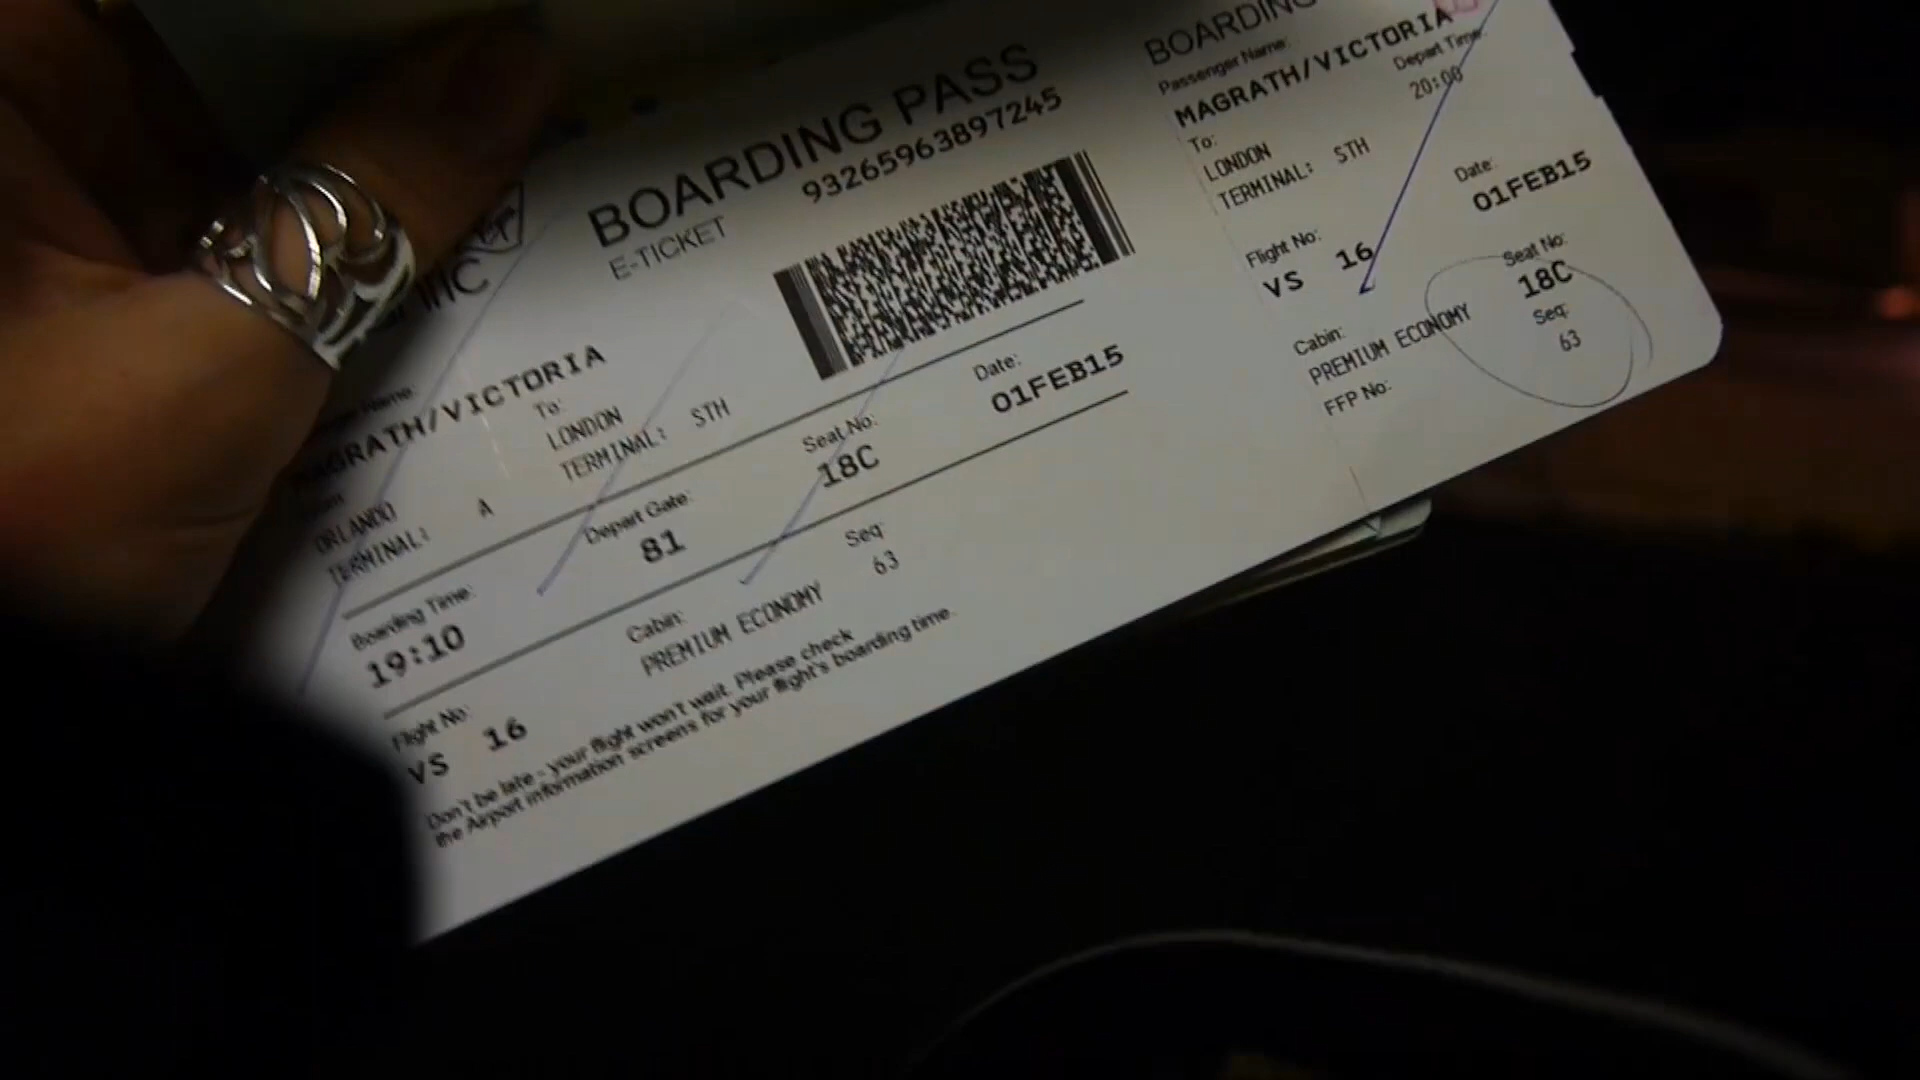 BOARDING PASS
E-TICKET 93265963897245
MAGRATH/VICTORIA
ORLANDO
TERMINAL: A
To:
LONDON
TERMINAL: STH
Boarding Time:
19:10
Depart Gate:
81
Seat No:
18C
Date:
01FEB15
Flight No:
VS 16
Cabin:
PREMIUM ECONOMY
Seq:
63
Don't be late - your flight won't wait. Please check
the Airport information screens for your flight's boarding time.
BOARDING
Passenger Name:
MAGRATH/VICTORIA
To:
LONDON
TERMINAL: STH
Depart Time:
20:00
Flight No:
VS 16
Date:
01FEB15
Cabin:
PREMIUM ECONOMY
Seat No:
18C
Seq:
63
FFP No: